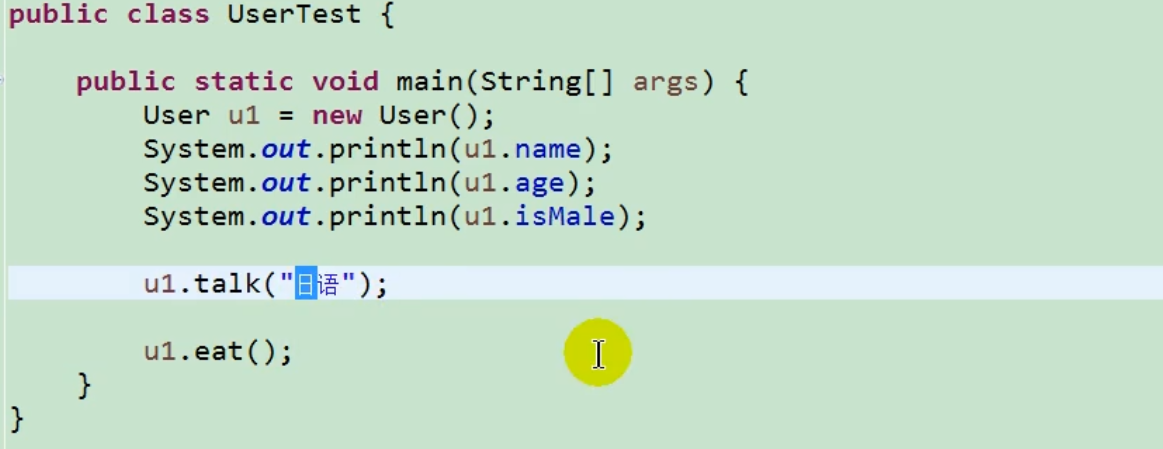 public class UserTest {
public static void main(String[] args) {
User u1 = new User();
System.out.println(u1.name);
System.out.println(u1.age);
System.out.println(u1.isMale);
u1.talk("日语");
u1.eat();
}
}